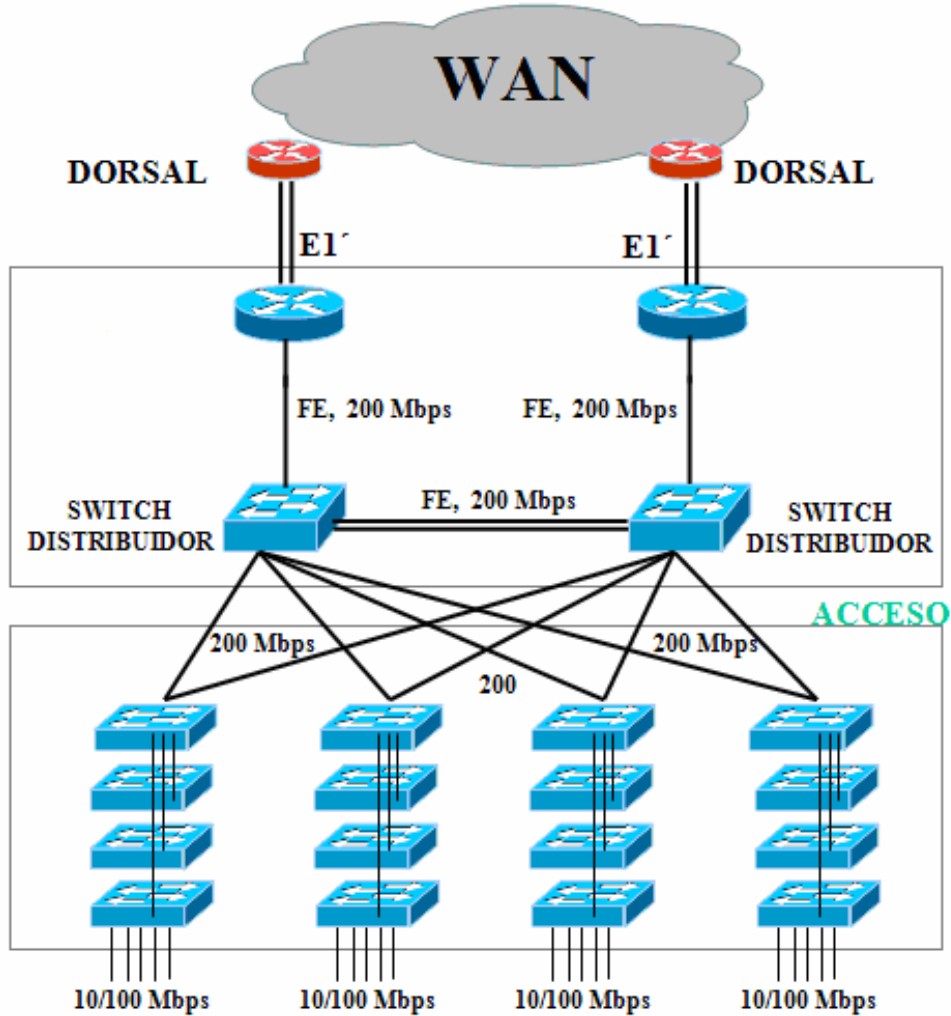 WAN
DORSAL
DORSAL
E1´
E1´
FE, 200 Mbps
FE, 200 Mbps
SWITCH
DISTRIBUIDOR
FE, 200 Mbps
SWITCH
DISTRIBUIDOR
ACCESO
200 Mbps
200 Mbps
200
10/100 Mbps
10/100 Mbps
10/100 Mbps
10/100 Mbps